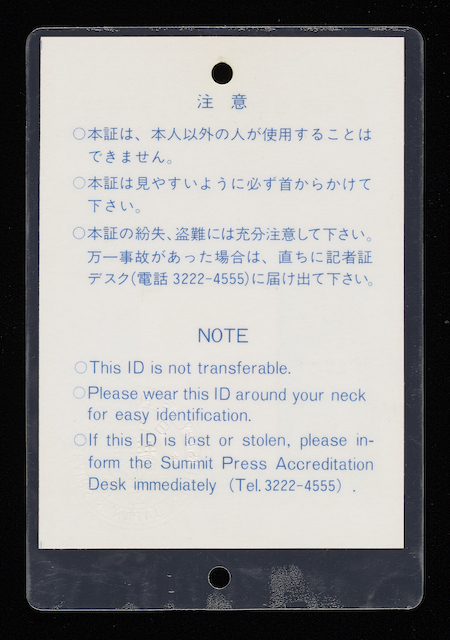 注 意
○本証は、本人以外の人が使用することは
できません。
○本証は見やすいように必ず首からかけて
下さい。
○本証の紛失、盗難には充分注意して下さい。
万一事故があった場合は、直ちに記者証
デスク(電話 3222-4555)に届け出て下さい。
NOTE
○This ID is not transferable.
○Please wear this ID around your neck
for easy identification.
○If this ID is lost or stolen, please in-
form the Summit Press Accreditation
Desk immediately (Tel. 3222-4555) .